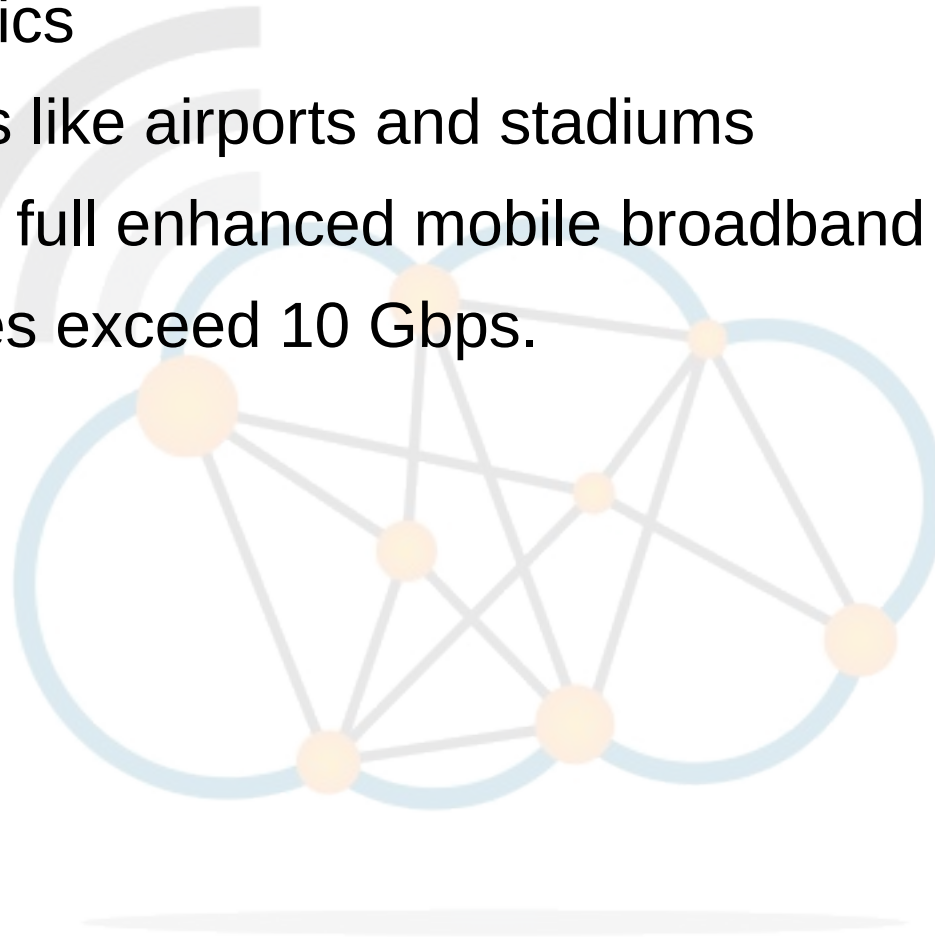 ics
s like airports and stadiums
full enhanced mobile broadband
es exceed 10 Gbps.